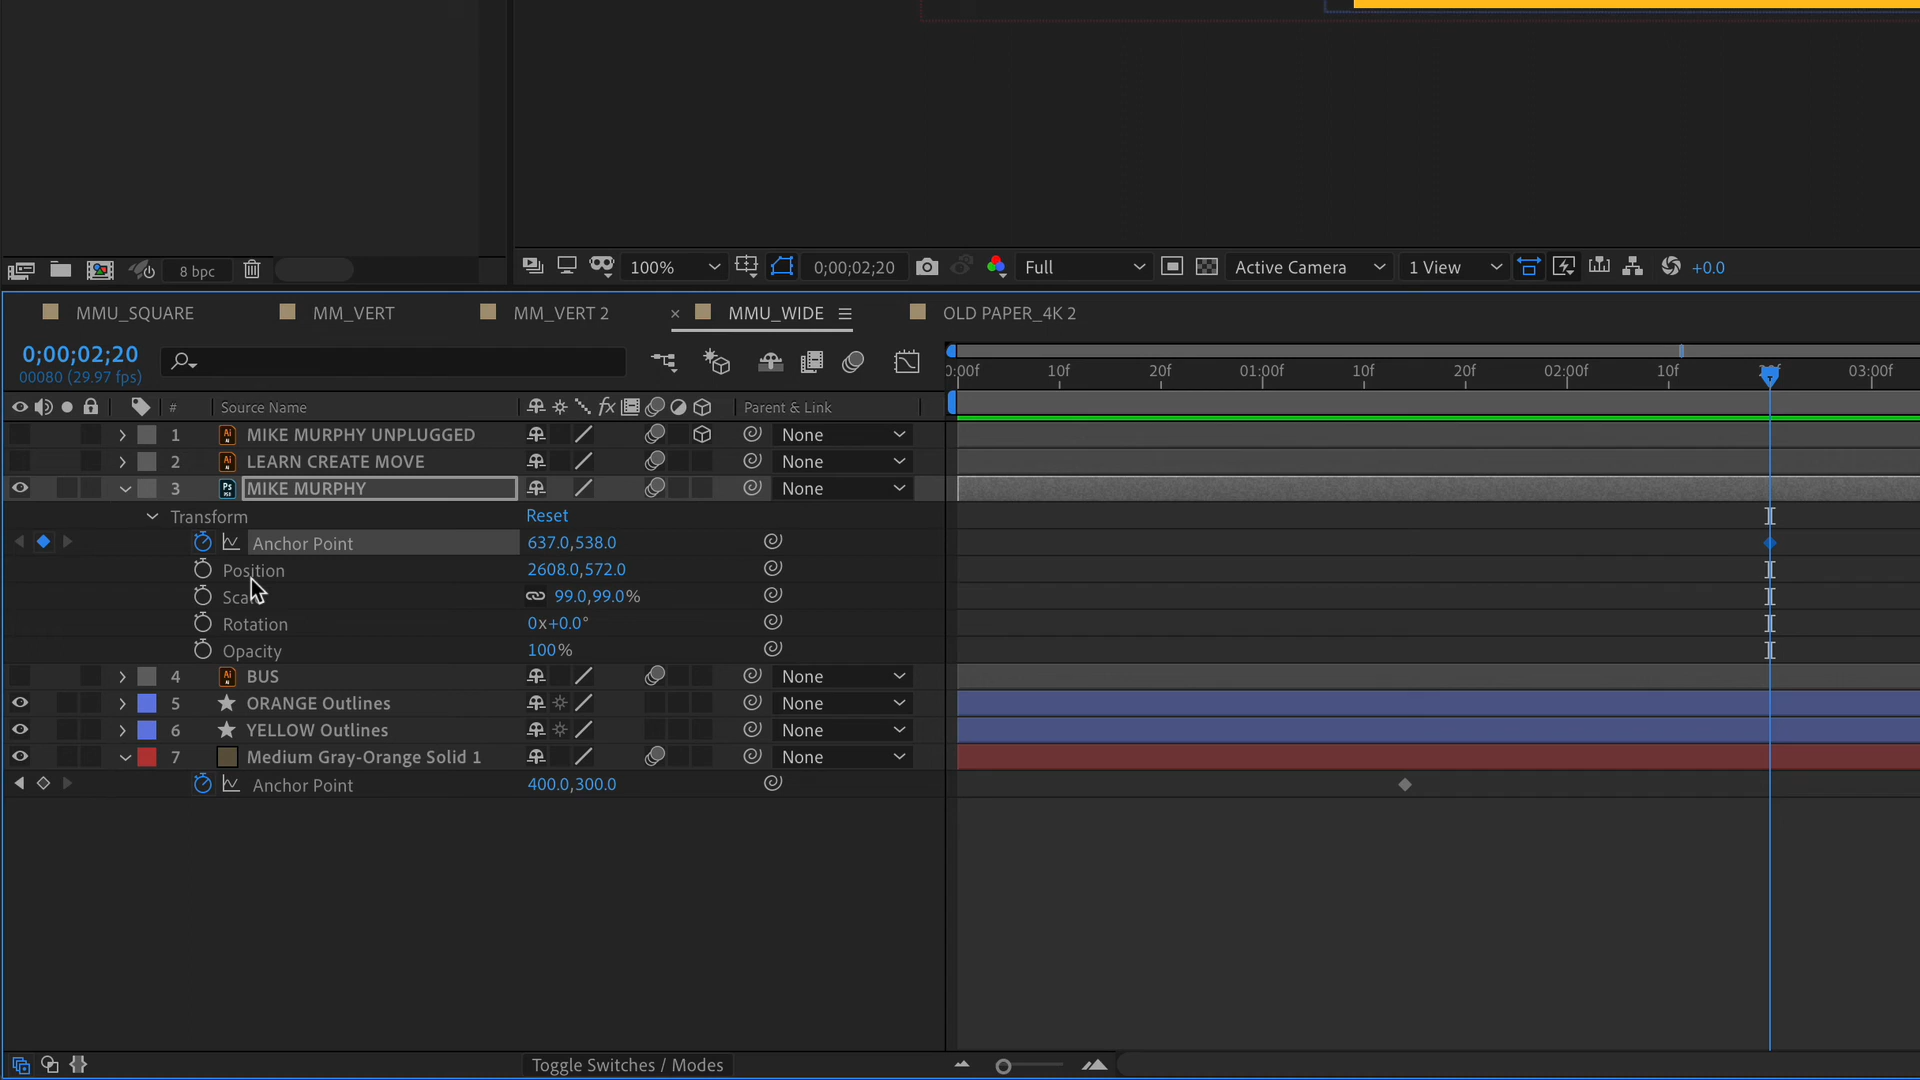 8 bpc
100%
0;00;02;20
Full
Active Camera
1 View
+0.0
MMU_SQUARE
MM_VERT
MM_VERT 2
MMU_WIDE
OLD PAPER_4K 2
0;00;02;20
00080 (29.97 fps)
10f 20f 01:00f 10f 20f 02:00f 10f 03:00f
# Source Name fx Parent & Link
1 Ai MIKE MURPHY UNPLUGGED None
2 Ai LEARN CREATE MOVE None
3 Ps MIKE MURPHY None
Transform Reset
Anchor Point 637.0,538.0
Position 2608.0,572.0
99.0,99.0%
Rotation 0x+0.0°
Opacity 100%
4 Ai BUS None
5 ORANGE Outlines None
6 YELLOW Outlines None
7 Medium Gray-Orange Solid 1 None
Anchor Point 400.0,300.0
Toggle Switches / Modes